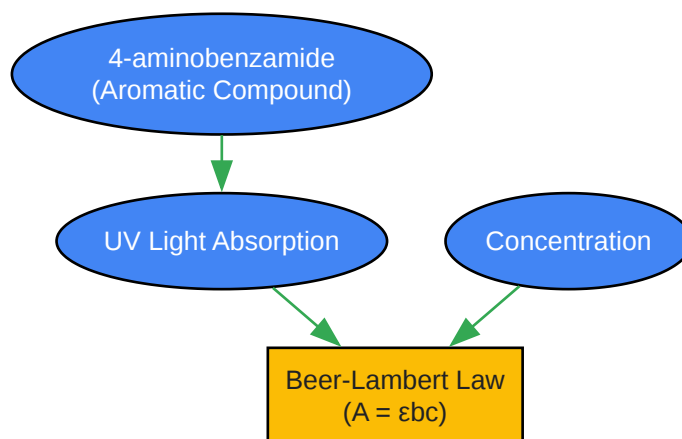 4-aminobenzamide
(Aromatic Compound)
UV Light Absorption
Concentration
Beer-Lambert Law
(A = εbc)